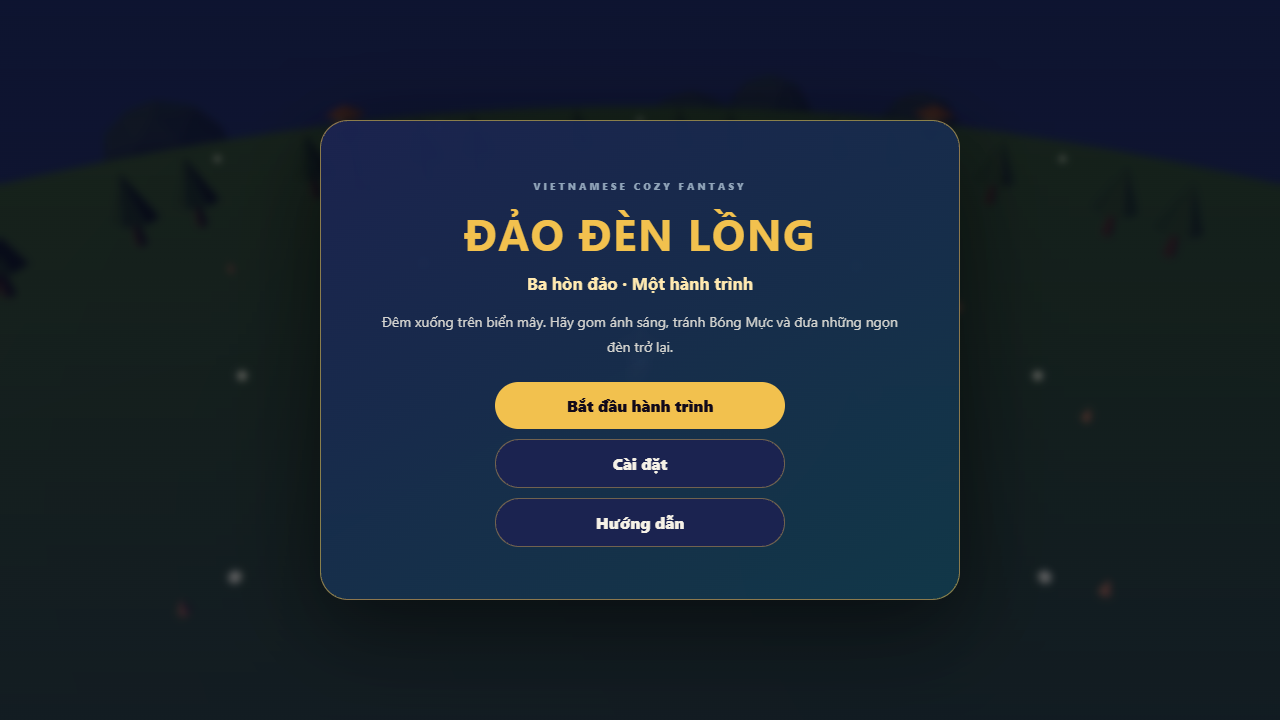 VIETNAMESE COZY FANTASY
ĐẢO ĐÈN LỒNG
Ba hòn đảo · Một hành trình
Đêm xuống trên biển mây. Hãy gom ánh sáng, tránh Bóng Mực và đưa những ngọn
đèn trở lại.
Bắt đầu hành trình
Cài đặt
Hướng dẫn